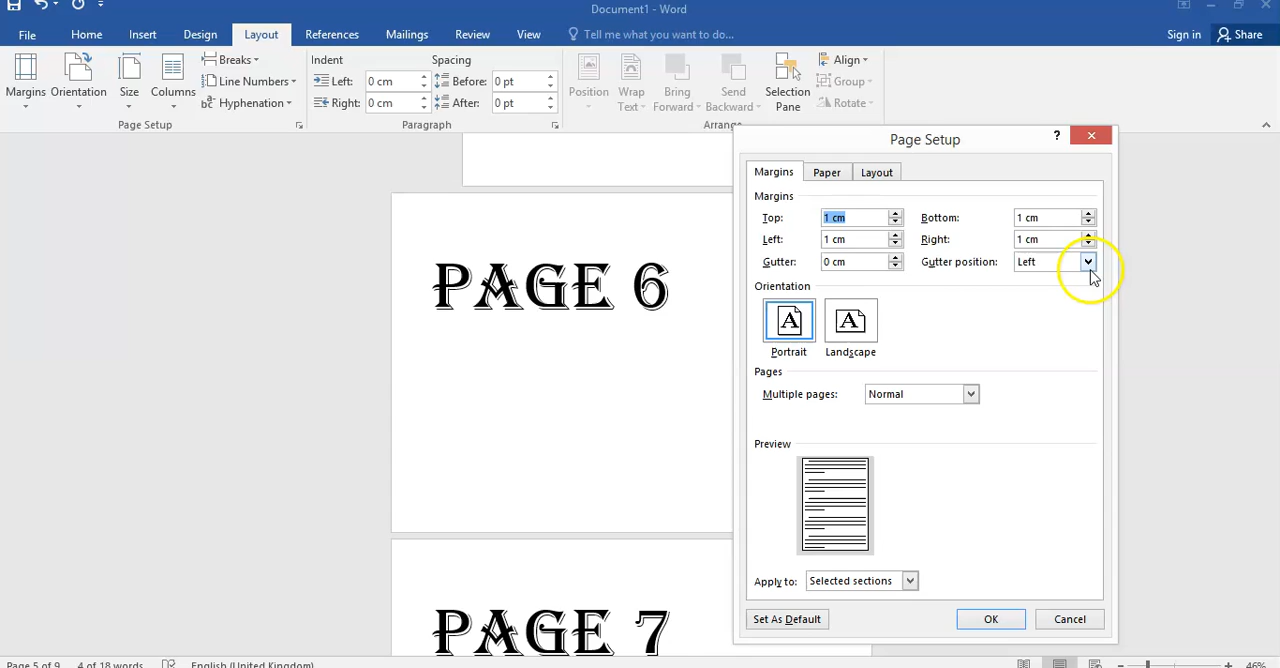 Document1 - Word
File Home Insert Design Layout References Mailings Review View Tell me what you want to do... Sign in Share
Margins Orientation Size Columns
Breaks
Line Numbers
Hyphenation
Page Setup
Indent
Left: 0 cm
Right: 0 cm
Spacing
Before: 0 pt
After: 0 pt
Paragraph
Position Wrap Text Bring Forward Send Backward Selection Pane
Align
Group
Rotate
Arrange
PAGE 6
PAGE 7
Page Setup
?
Margins Paper Layout
Margins
Top: 1 cm Bottom: 1 cm
Left: 1 cm Right: 1 cm
Gutter: 0 cm Gutter position: Left
Orientation
A A
Portrait Landscape
Pages
Multiple pages: Normal
Preview
Apply to: Selected sections
Set As Default OK Cancel
Page 5 of 9 4 of 18 words English (United Kingdom) 46%